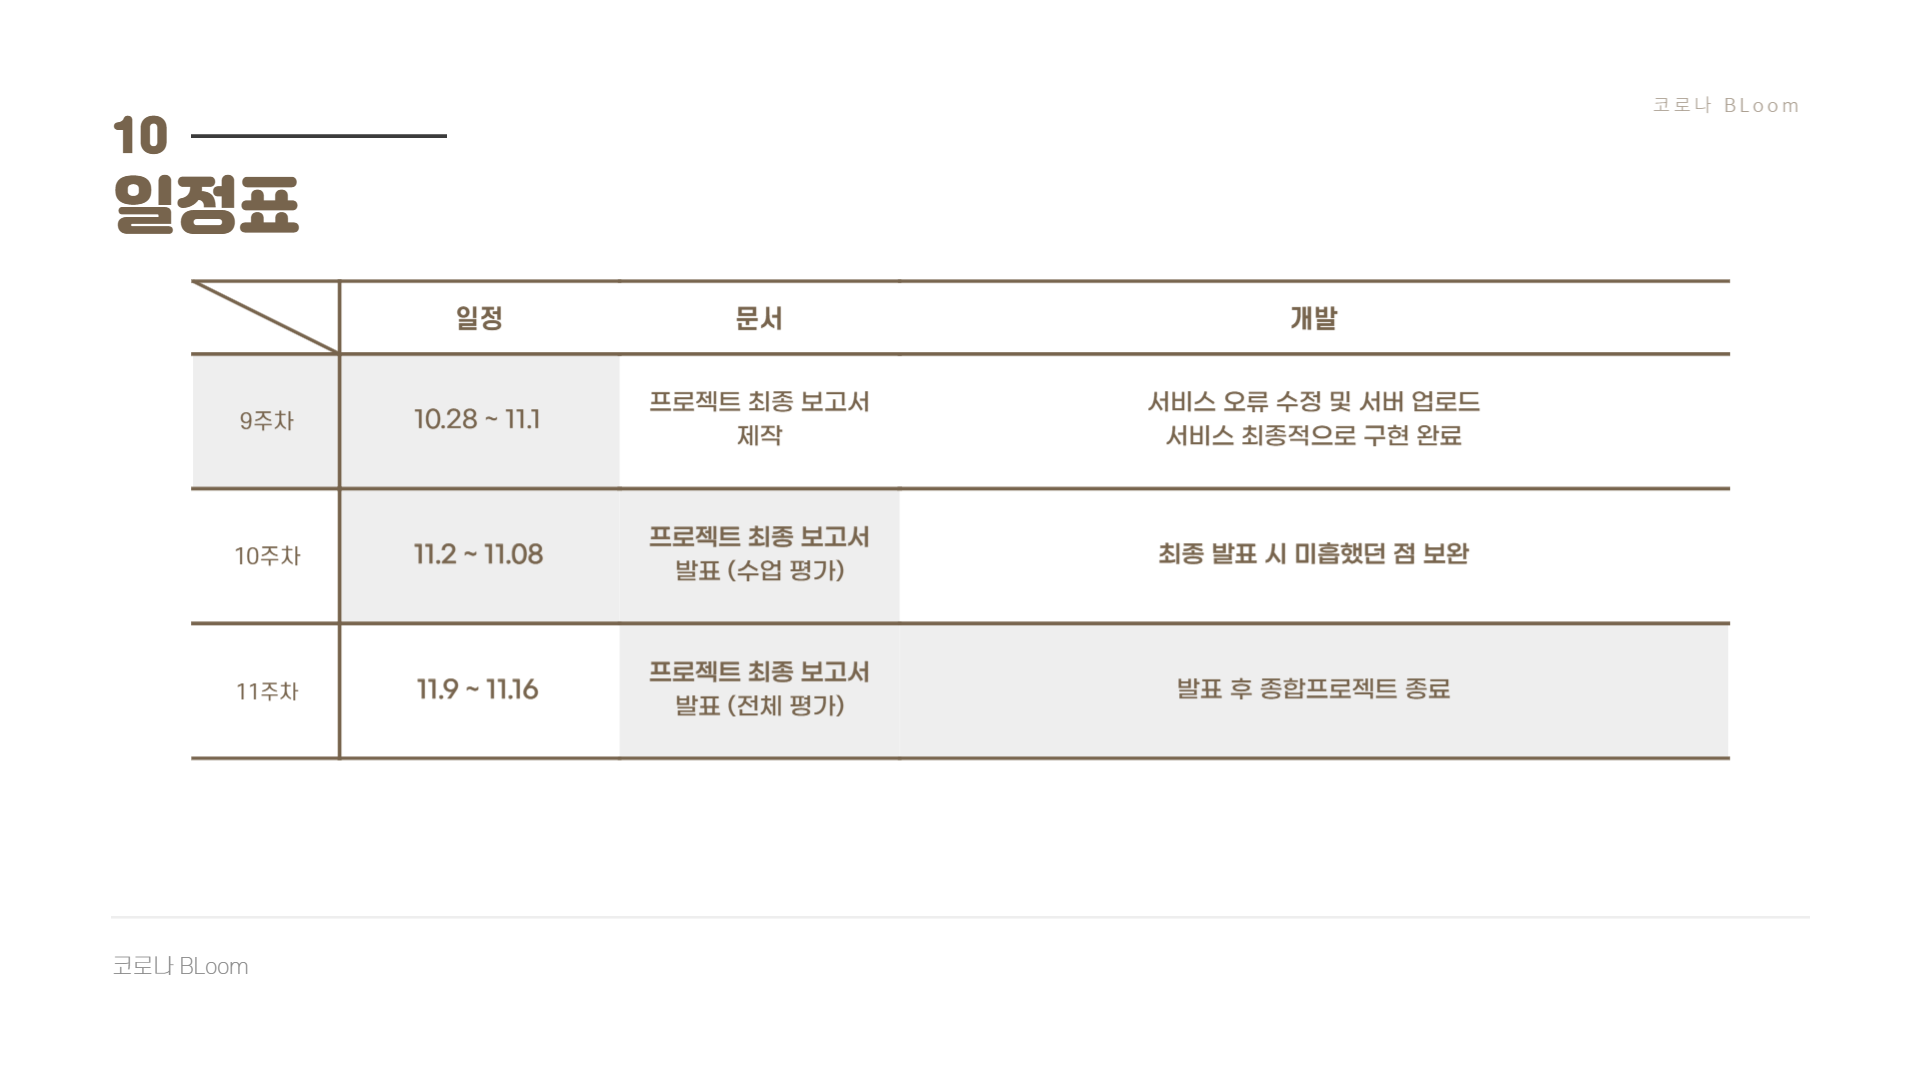 코로나 BLoom
10
일정표
일정 문서 개발
9주차 10.28 ~ 11.1 프로젝트 최종 보고서 제작 서비스 오류 수정 및 서버 업로드
서비스 최종적으로 구현 완료
10주차 11.2 ~ 11.08 프로젝트 최종 보고서
발표 (수업 평가) 최종 발표 시 미흡했던 점 보완
11주차 11.9 ~ 11.16 프로젝트 최종 보고서
발표 (전체 평가) 발표 후 종합프로젝트 종료
코로나 BLoom